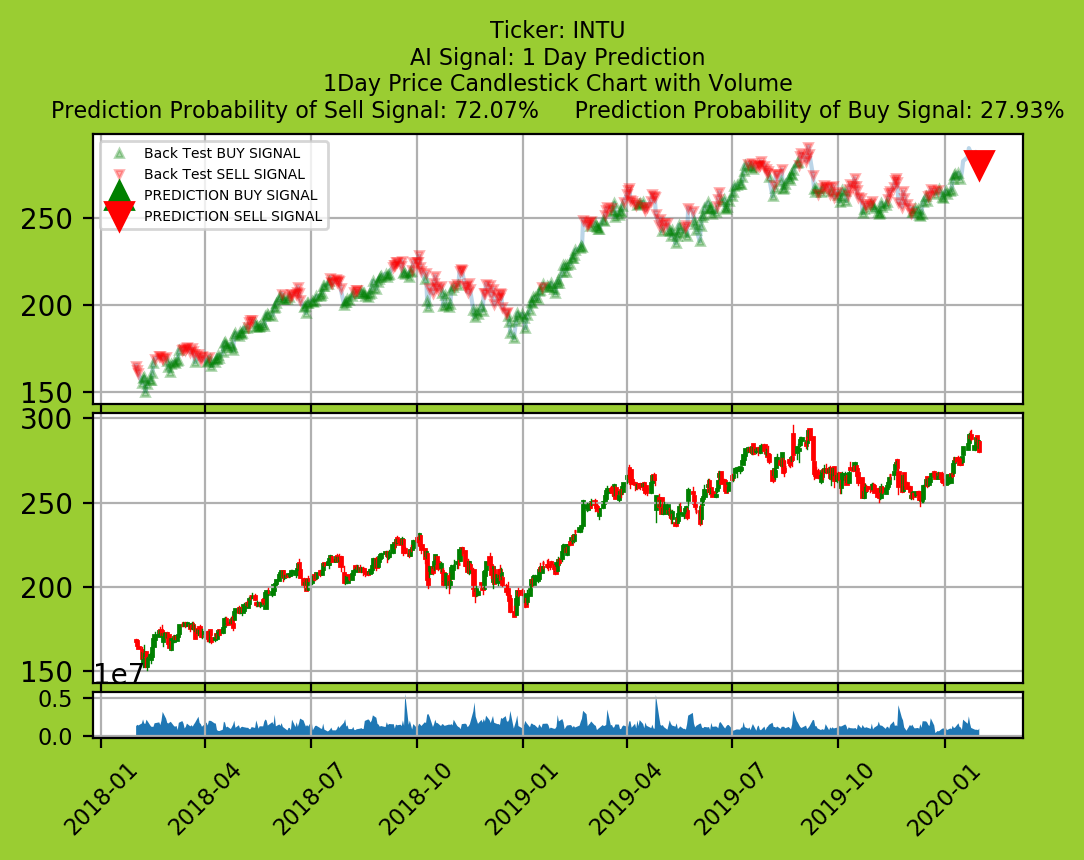 Ticker: INTU
AI Signal: 1 Day Prediction
1Day Price Candlestick Chart with Volume
Prediction Probability of Sell Signal: 72.07% Prediction Probability of Buy Signal: 27.93%
Back Test BUY SIGNAL
Back Test SELL SIGNAL
PREDICTION BUY SIGNAL
PREDICTION SELL SIGNAL
250
200
150
300
250
200
150
1e7
0.5
0.0
2018-01
2018-04
2018-07
2018-10
2019-01
2019-04
2019-07
2019-10
2020-01